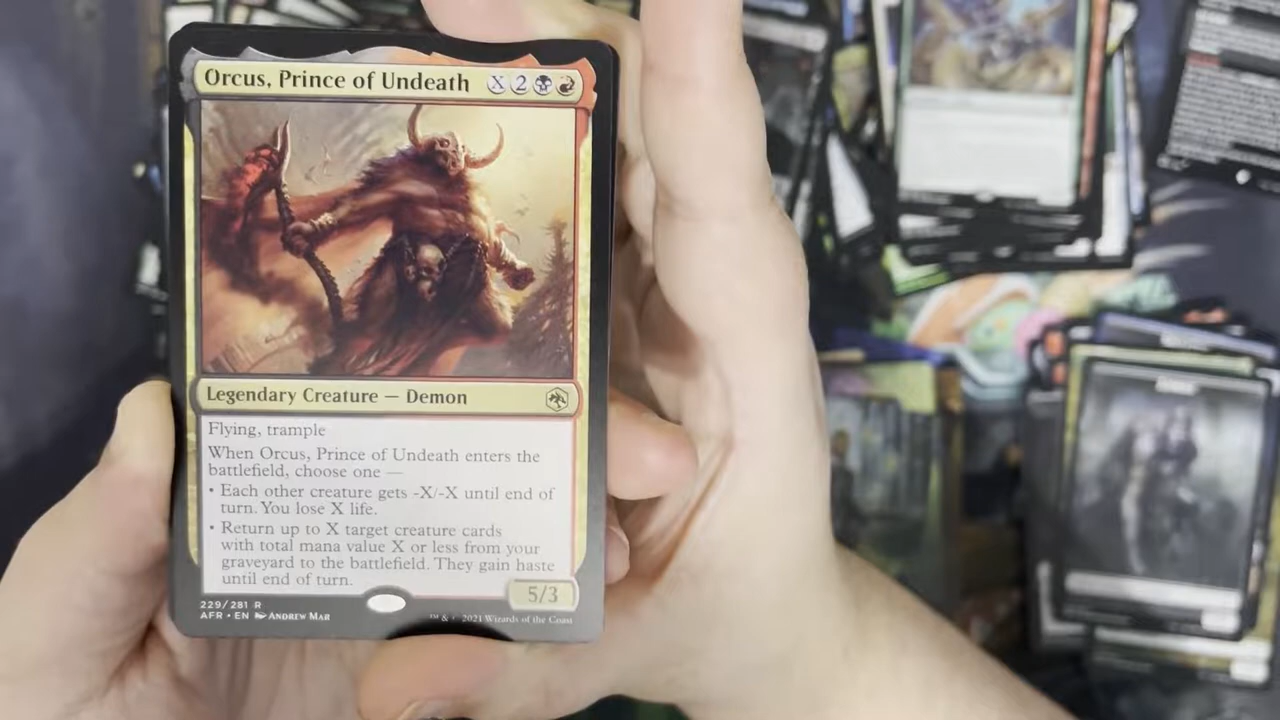 Orcus, Prince of Undeath X 2
Legendary Creature — Demon
Flying, trample
When Orcus, Prince of Undeath enters the
battlefield, choose one —
• Each other creature gets -X/-X until end of
turn. You lose X life.
• Return up to X target creature cards
with total mana value X or less from your
graveyard to the battlefield. They gain haste
until end of turn.
5/3
229/281 R
AFR • EN Andrew Mar
™ & © 2021 Wizards of the Coast